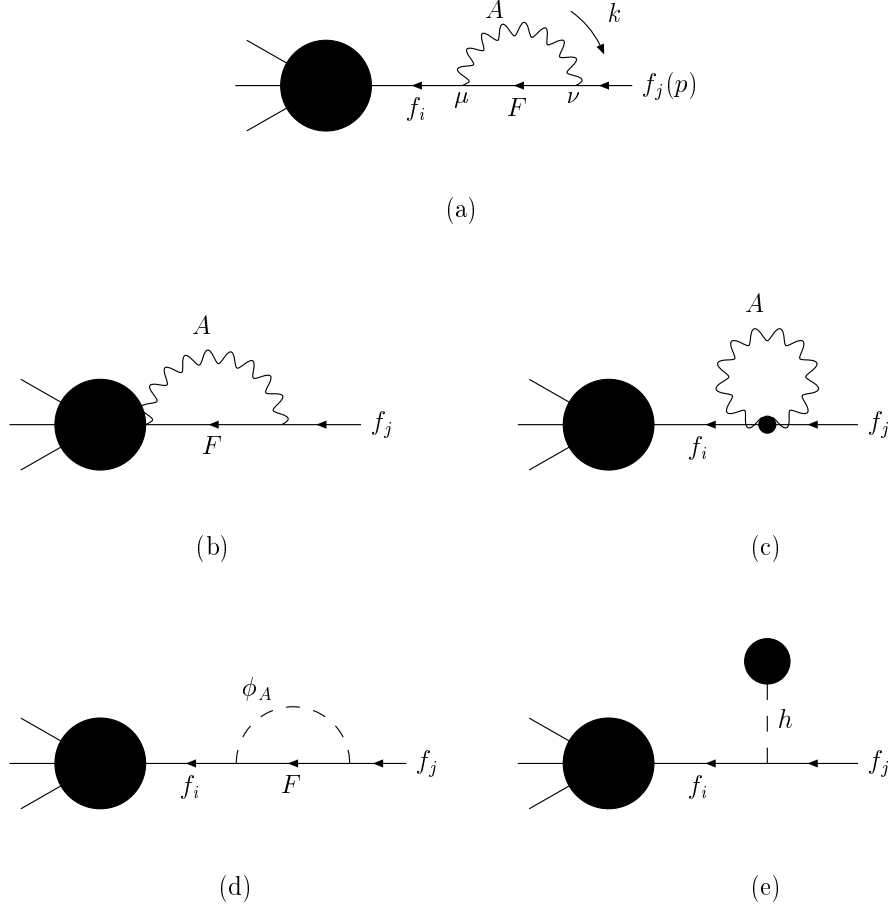 A
k
f_j(p)
μ
ν
f_i
F
(a)
A
F
f_j
(b)
A
f_i
f_j
(c)
ϕ_A
f_i
F
f_j
(d)
h
f_i
f_j
(e)